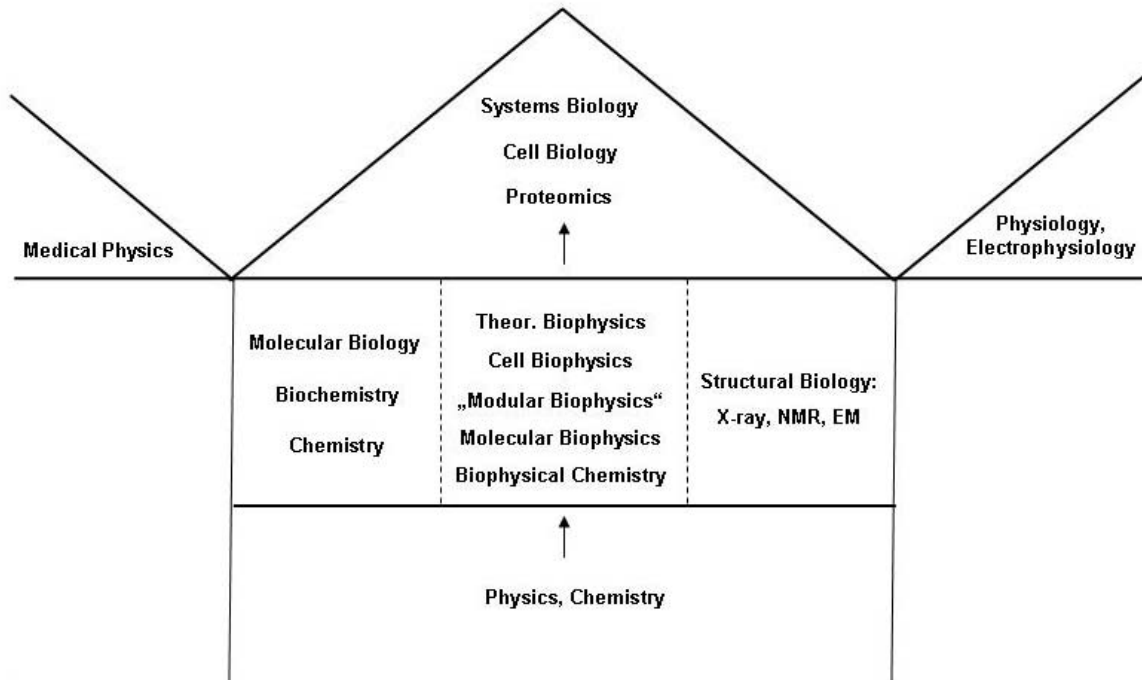 Systems Biology
Cell Biology
Proteomics
Medical Physics
Physiology,
Electrophysiology
Molecular Biology
Biochemistry
Chemistry
Theor. Biophysics
Cell Biophysics
„Modular Biophysics“
Molecular Biophysics
Biophysical Chemistry
Structural Biology:
X-ray, NMR, EM
Physics, Chemistry